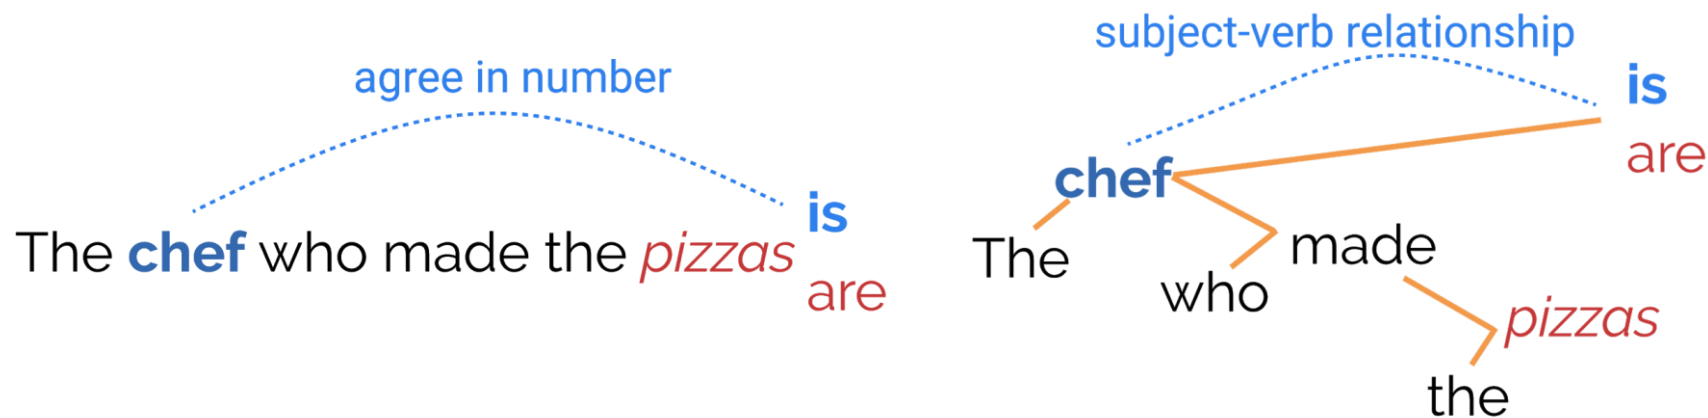 agree in number
is
The chef who made the pizzas
are
subject-verb relationship
is
are
chef
The
made
who
pizzas
the